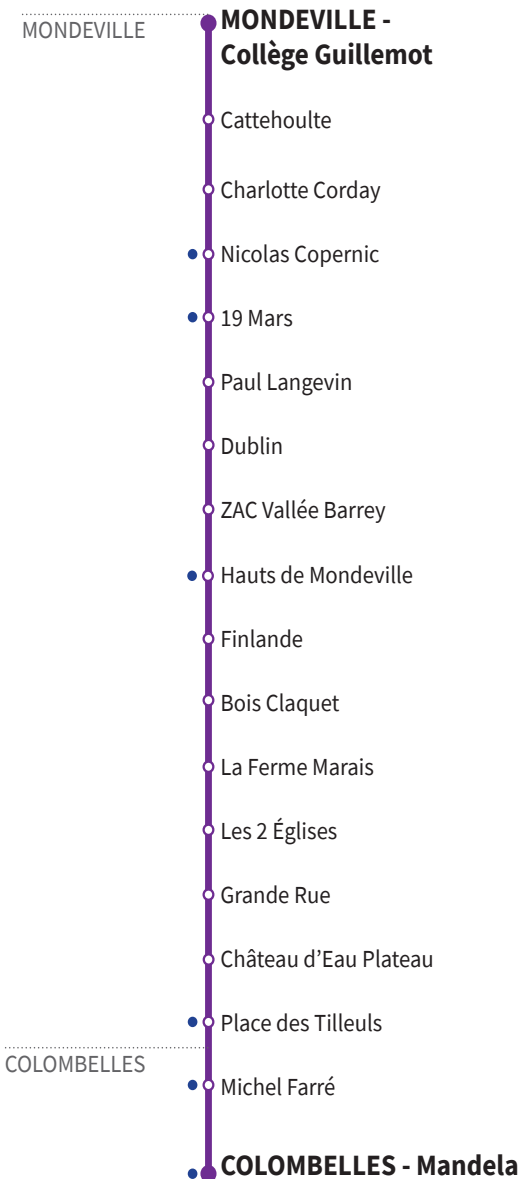 MONDEVILLE
MONDEVILLE -
Collège Guillemot
Cattehoulte
Charlotte Corday
Nicolas Copernic
19 Mars
Paul Langevin
Dublin
ZAC Vallée Barrey
Hauts de Mondeville
Finlande
Bois Claquet
La Ferme Marais
Les 2 Églises
Grande Rue
Château d’Eau Plateau
Place des Tilleuls
COLOMBELLES
Michel Farré
COLOMBELLES - Mandela